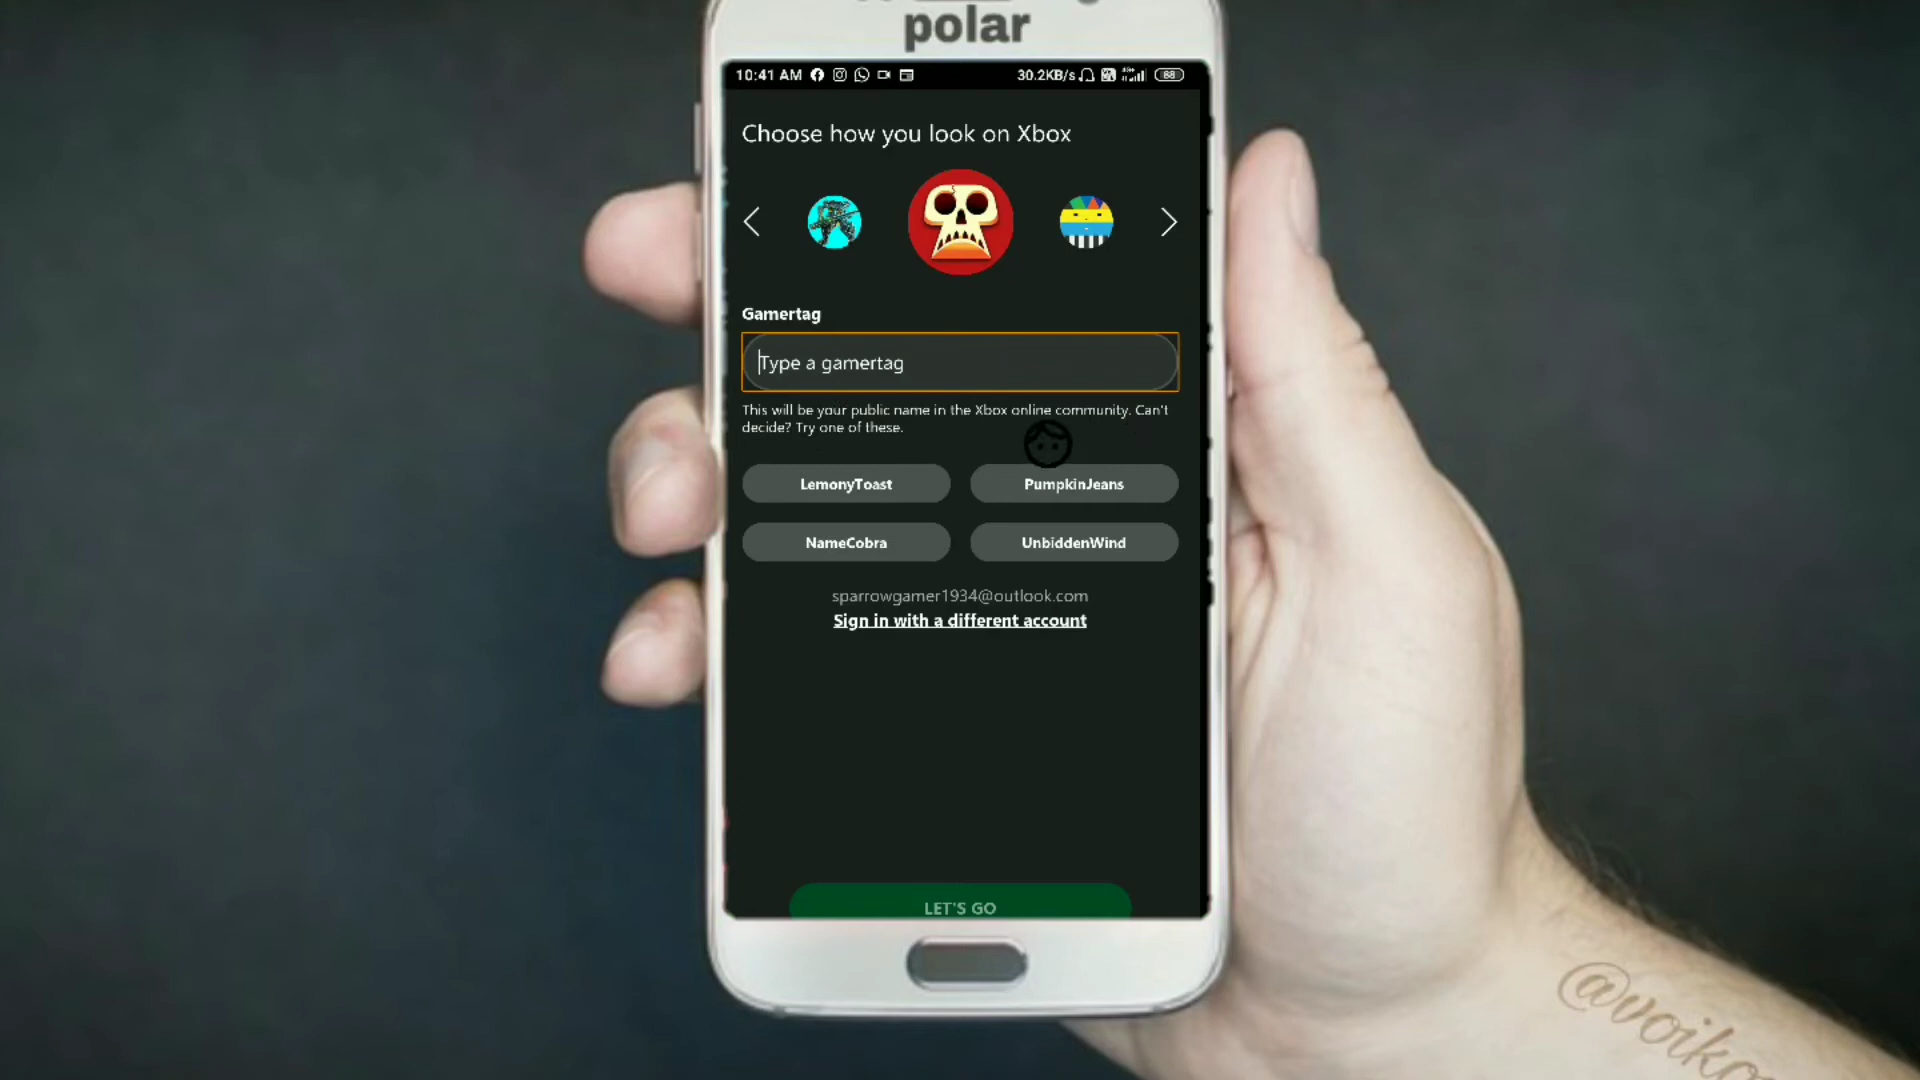 polar
10:41 AM 30.2KB/s 88
Choose how you look on Xbox
Gamertag
Type a gamertag
This will be your public name in the Xbox online community. Can't
decide? Try one of these.
LemonyToast PumpkinJeans
NameCobra UnbiddenWind
sparrowgamer1934@outlook.com
Sign in with a different account
LET'S GO